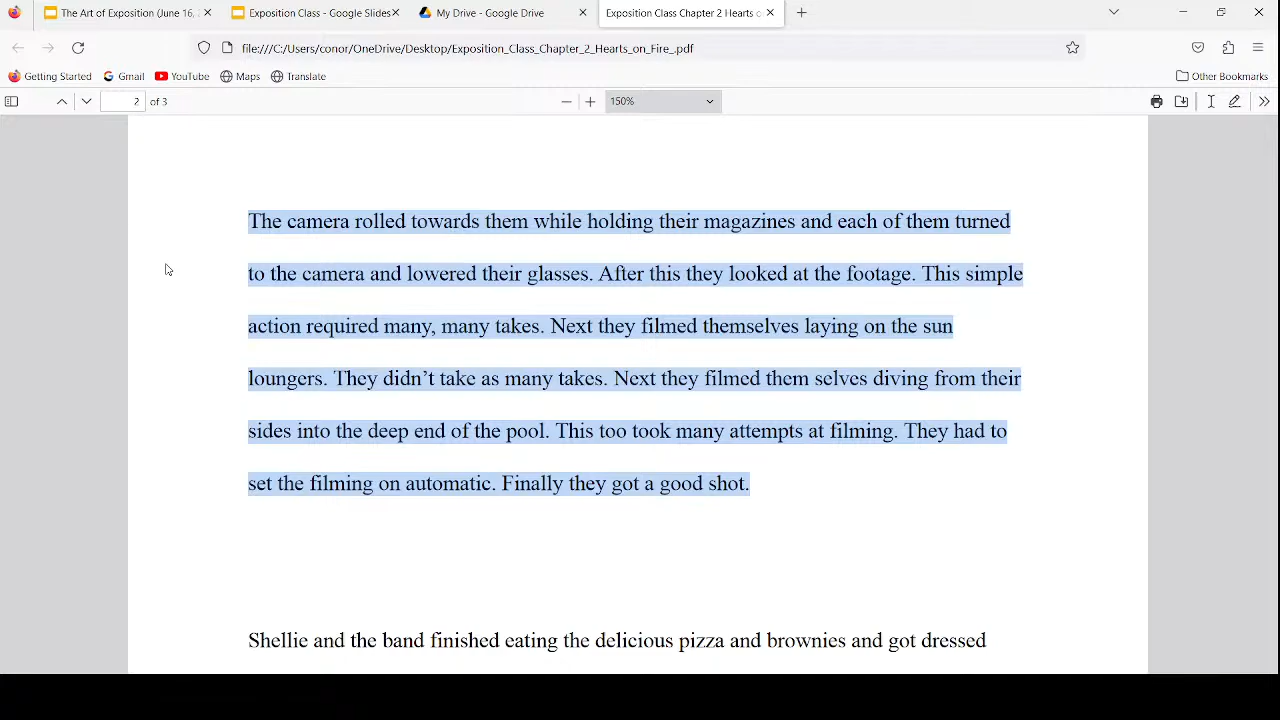 The Art of Exposition (June 16,
Exposition Class - Google Slides
My Drive - Google Drive
Exposition Class Chapter 2 Hearts o
file:///C:/Users/conor/OneDrive/Desktop/Exposition_Class_Chapter_2_Hearts_on_Fire_.pdf
Getting Started
Gmail
YouTube
Maps
Translate
Other Bookmarks
2 of 3
150%
The camera rolled towards them while holding their magazines and each of them turned
to the camera and lowered their glasses. After this they looked at the footage. This simple
action required many, many takes. Next they filmed themselves laying on the sun
loungers. They didn’t take as many takes. Next they filmed them selves diving from their
sides into the deep end of the pool. This too took many attempts at filming. They had to
set the filming on automatic. Finally they got a good shot.
Shellie and the band finished eating the delicious pizza and brownies and got dressed